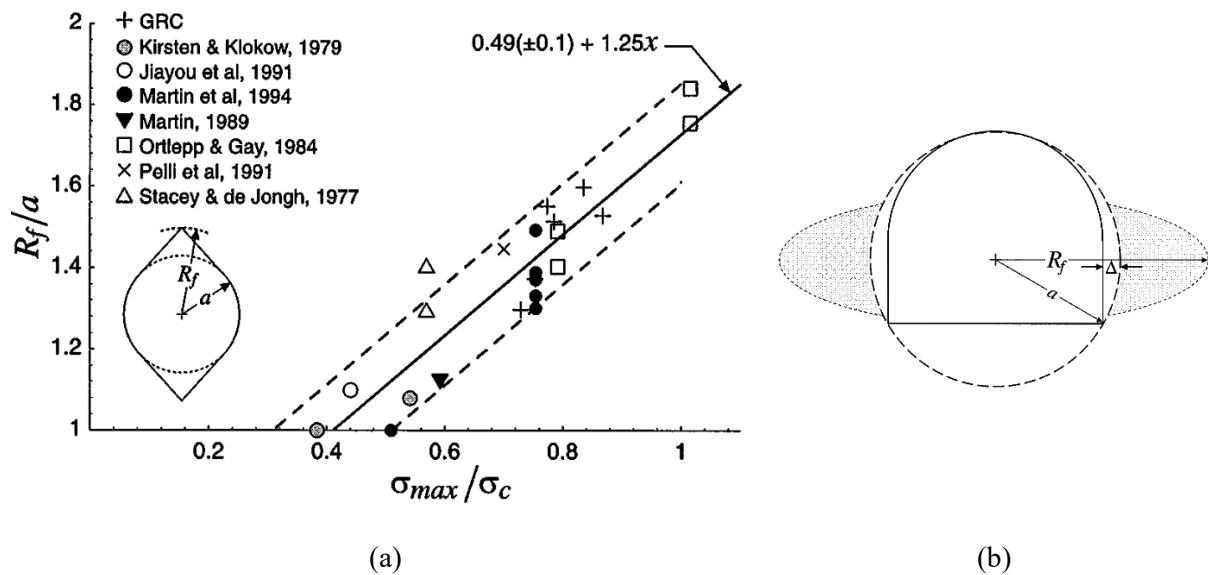 2
1.8
1.6
1.4
1.2
1
R_f/a
+ GRC
Kirsten & Klokow, 1979
Jiayou et al, 1991
Martin et al, 1994
Martin, 1989
Ortlepp & Gay, 1984
× Pelli et al, 1991
Stacey & de Jongh, 1977
0.49(±0.1) + 1.25x
R_f
a
0.2
0.4
0.6
0.8
1
σ_max/σ_c
(a)
R_f
Δ
a
(b)